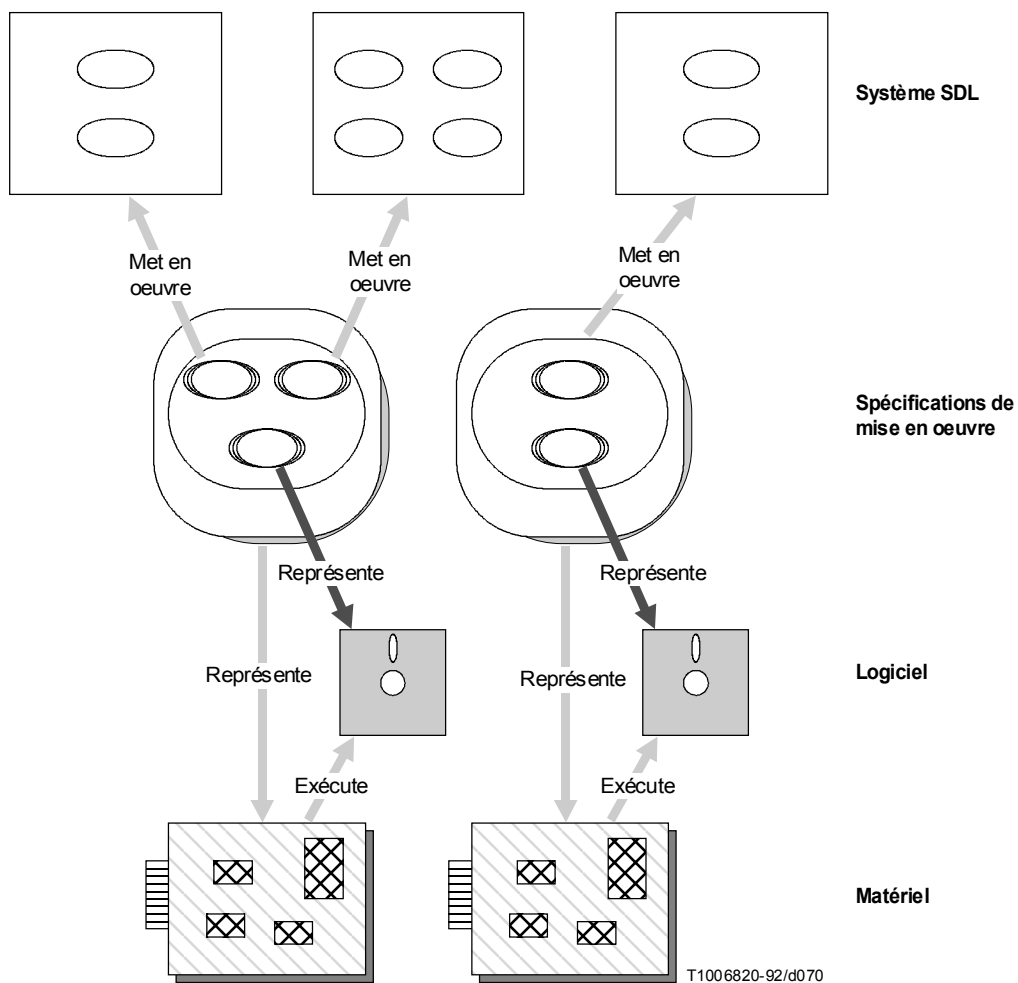 Système SDL
Met en
oeuvre
Met en
oeuvre
Met en
oeuvre
Spécifications de
mise en oeuvre
Représente
Représente
Représente
Représente
Logiciel
Exécute
Exécute
Matériel
T1006820-92/d070